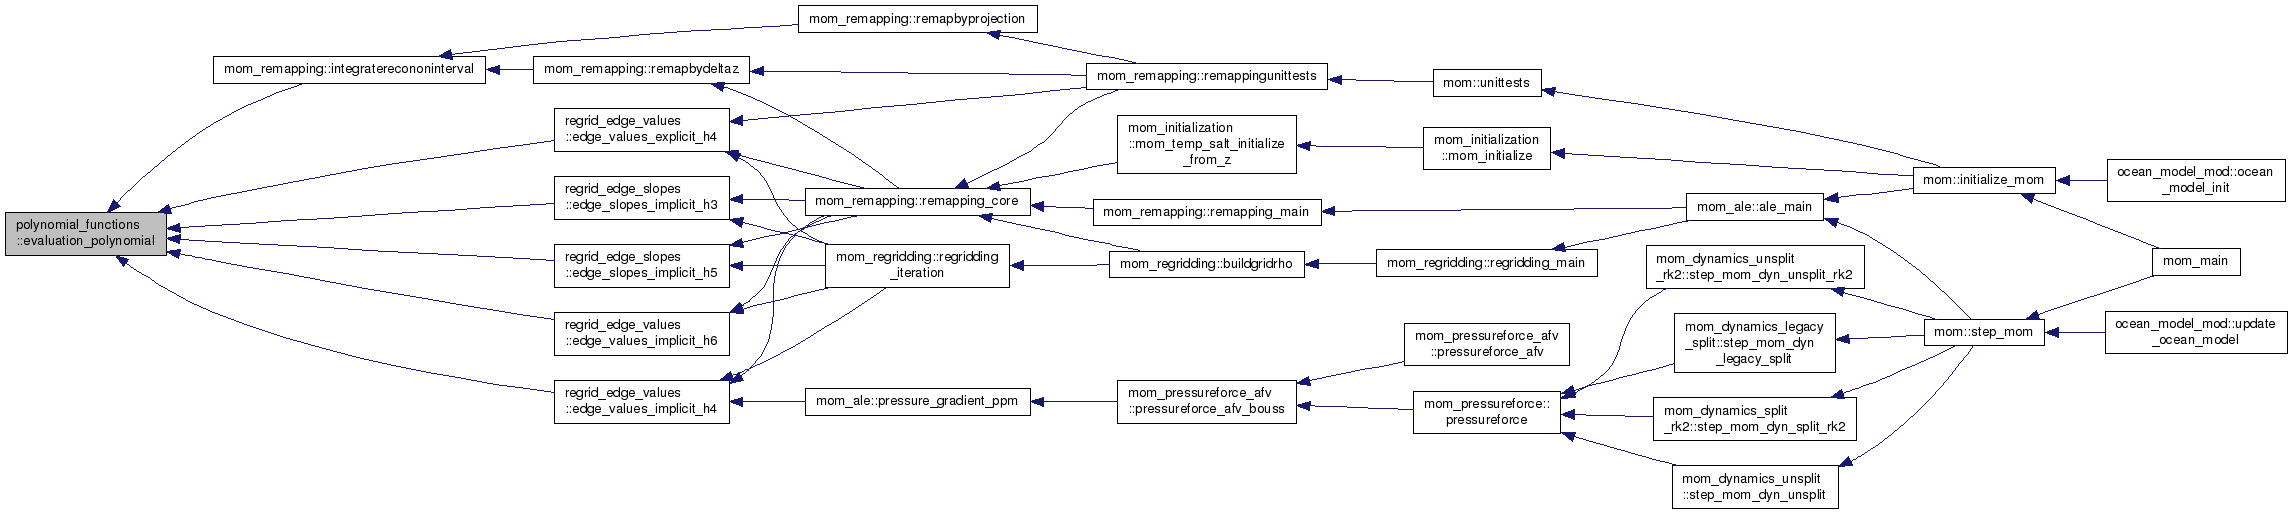 polynomial_functions
::evaluation_polynomial
mom_remapping::integraterecononinterval
mom_remapping::remapbyprojection
mom_remapping::remapbydeltaz
regrid_edge_values
::edge_values_explicit_h4
regrid_edge_slopes
::edge_slopes_implicit_h3
regrid_edge_slopes
::edge_slopes_implicit_h5
regrid_edge_values
::edge_values_implicit_h6
regrid_edge_values
::edge_values_implicit_h4
mom_remapping::remapping_core
mom_regridding::regridding
_iteration
mom_ale::pressure_gradient_ppm
mom_remapping::remappingunittests
mom_initialization
::mom_temp_salt_initialize
_from_z
mom_remapping::remapping_main
mom_regridding::buildgridrho
mom_pressureforce_afv
::pressureforce_afv_bouss
mom::unittests
mom_initialization
::mom_initialize
mom_regridding::regridding_main
mom_pressureforce_afv
::pressureforce_afv
mom_pressureforce::
pressureforce
mom_ale::ale_main
mom_dynamics_unsplit
_rk2::step_mom_dyn_unsplit_rk2
mom_dynamics_legacy
_split::step_mom_dyn
_legacy_split
mom_dynamics_split
_rk2::step_mom_dyn_split_rk2
mom_dynamics_unsplit
::step_mom_dyn_unsplit
mom::initialize_mom
mom::step_mom
ocean_model_mod::ocean
_model_init
mom_main
ocean_model_mod::update
_ocean_model